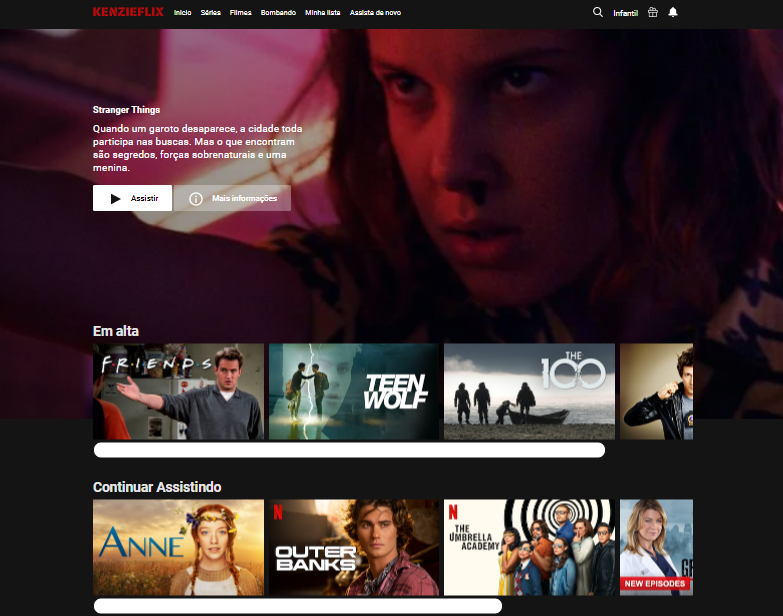 KENZIEFLIX Início Séries Filmes Bombando Minha lista Assista de novo Infantil
Stranger Things
Quando um garoto desaparece, a cidade toda
participa nas buscas. Mas o que encontram
são segredos, forças sobrenaturais e uma
menina.
Assistir Mais informações
Em alta
F·R·I·E·N·D·S
TEEN
WOLF
THE
100
Continuar Assistindo
ANNE
N
OUTER
BANKS
N
THE
UMBRELLA
ACADEMY
NEW EPISODES